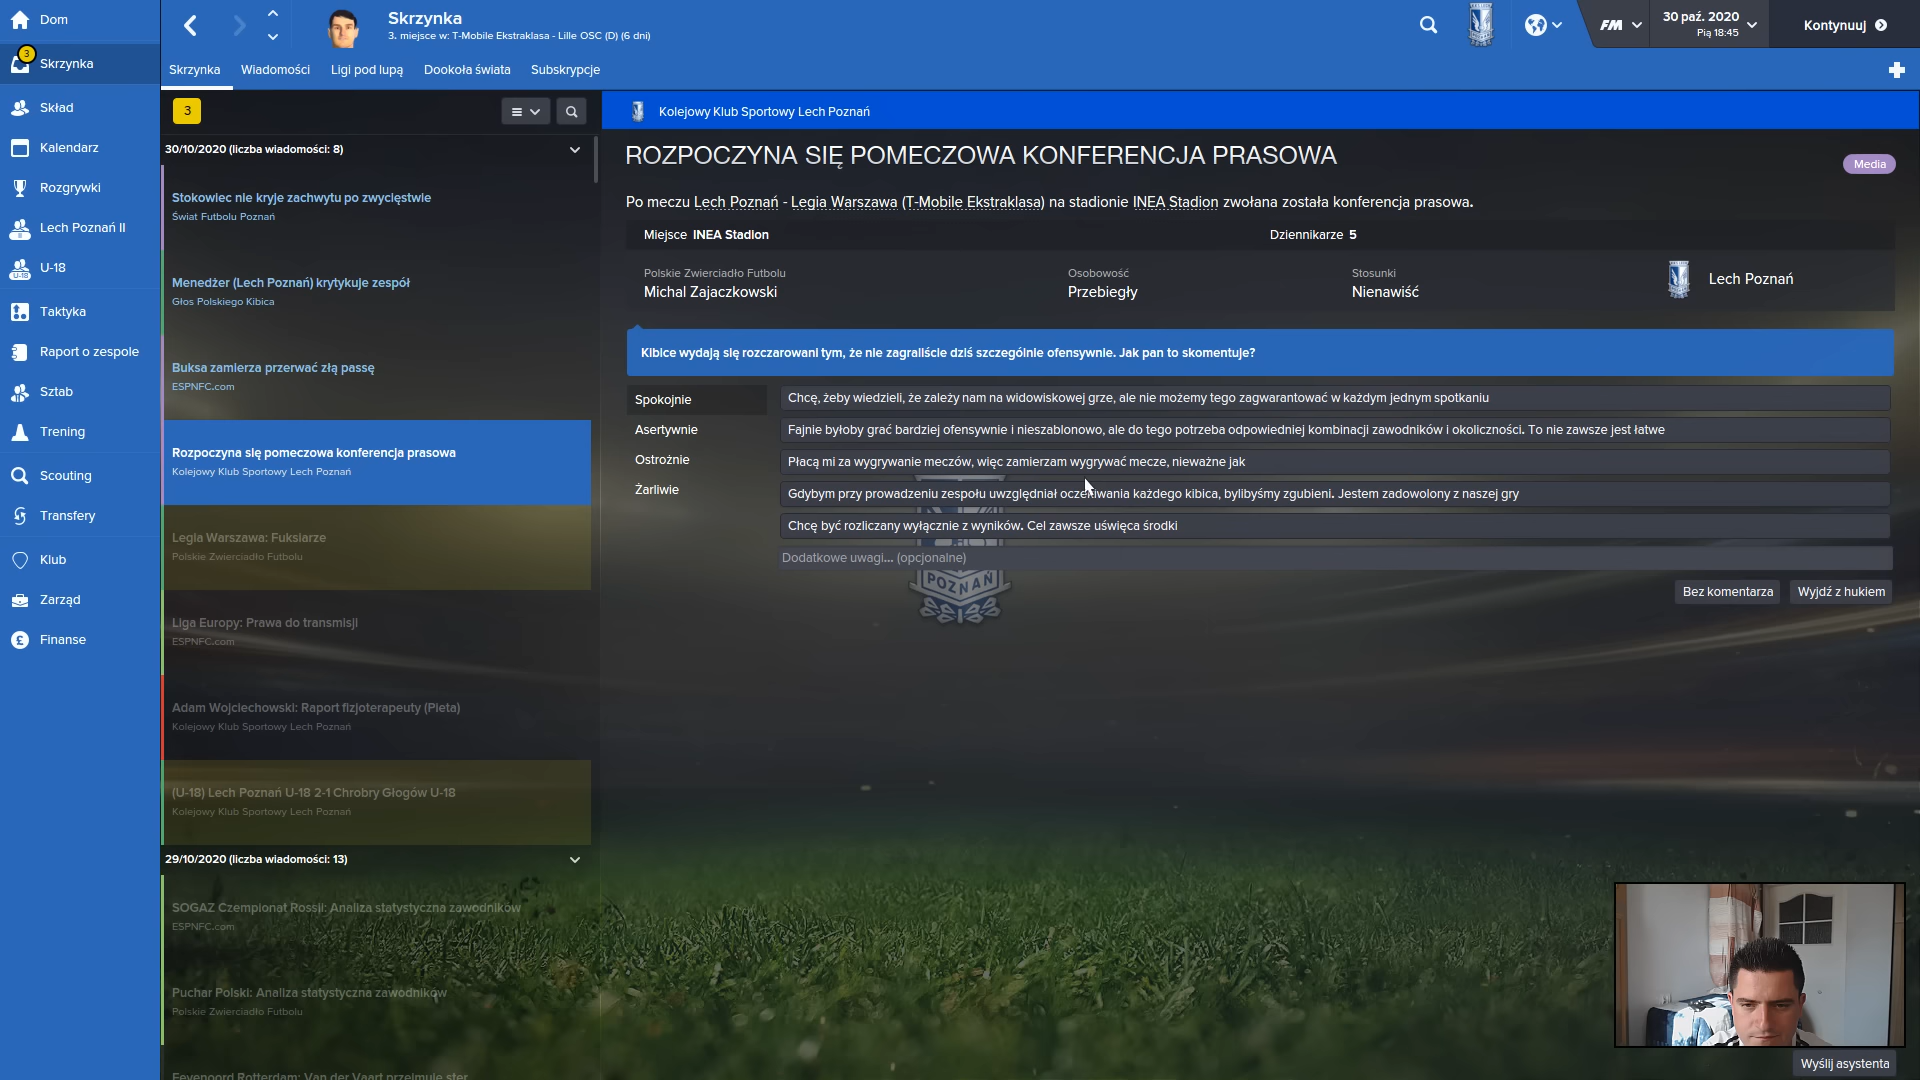 Dom
3
Skrzynka
Skład
Kalendarz
Rozgrywki
Lech Poznań II
U-18
Taktyka
Raport o zespole
Sztab
Trening
Scouting
Transfery
Klub
Zarząd
Finanse
Skrzynka
3. miejsce w: T-Mobile Ekstraklasa - Lille OSC (D) (6 dni)
FM
30 paź. 2020
Pią 18:45
Kontynuuj
Skrzynka Wiadomości Ligi pod lupą Dookoła świata Subskrypcje
3
30/10/2020 (liczba wiadomości: 8)
Stokowiec nie kryje zachwytu po zwycięstwie
Świat Futbolu Poznań
Menedżer (Lech Poznań) krytykuje zespół
Głos Polskiego Kibica
Buksa zamierza przerwać złą passę
ESPNFC.com
Rozpoczyna się pomeczowa konferencja prasowa
Kolejowy Klub Sportowy Lech Poznań
Legia Warszawa: Fuksiarze
Polskie Zwierciadło Futbolu
Liga Europy: Prawa do transmisji
ESPNFC.com
Adam Wojciechowski: Raport fizjoterapeuty (Pięta)
Kolejowy Klub Sportowy Lech Poznań
(U-18) Lech Poznań U-18 2-1 Chrobry Głogów U-18
Kolejowy Klub Sportowy Lech Poznań
29/10/2020 (liczba wiadomości: 13)
SOGAZ Czempionat Rossii: Analiza statystyczna zawodników
ESPNFC.com
Puchar Polski: Analiza statystyczna zawodników
Polskie Zwierciadło Futbolu
Feyenoord Rotterdam: Van der Vaart przejmuje ster
Kolejowy Klub Sportowy Lech Poznań
ROZPOCZYNA SIĘ POMECZOWA KONFERENCJA PRASOWA
Media
Po meczu Lech Poznań - Legia Warszawa (T-Mobile Ekstraklasa) na stadionie INEA Stadion zwołana została konferencja prasowa.
Miejsce INEA Stadion Dziennikarze 5
Polskie Zwierciadło Futbolu Osobowość Stosunki
Michal Zajaczkowski Przebiegły Nienawiść Lech Poznań
Kibice wydają się rozczarowani tym, że nie zagraliście dziś szczególnie ofensywnie. Jak pan to skomentuje?
Spokojnie
Asertywnie
Ostrożnie
Żarliwie
Chcę, żeby wiedzieli, że zależy nam na widowiskowej grze, ale nie możemy tego zagwarantować w każdym jednym spotkaniu
Fajnie byłoby grać bardziej ofensywnie i nieszablonowo, ale do tego potrzeba odpowiedniej kombinacji zawodników i okoliczności. To nie zawsze jest łatwe
Płacą mi za wygrywanie meczów, więc zamierzam wygrywać mecze, nieważne jak
Gdybym przy prowadzeniu zespołu uwzględniał oczekiwania każdego kibica, bylibyśmy zgubieni. Jestem zadowolony z naszej gry
Chcę być rozliczany wyłącznie z wyników. Cel zawsze uświęca środki
Dodatkowe uwagi... (opcjonalne)
POZNAŃ
Bez komentarza Wyjdź z hukiem
Wyślij asystenta